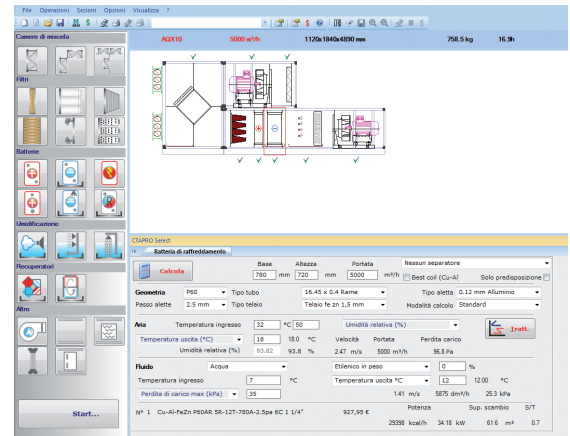 File Operazioni Sezioni Opzioni Visualizza ?
Camere di miscela
AQX10 5000 m³/h 1120x1840x4890 mm 758.5 kg 16.9h
Filtri
Batterie
Umidificazione
Recuperatori
Altro
Start...
CTAPRO Select
Batteria di raffreddamento
Calcola
Base Altezza Portata Nessun separatore
780 mm 720 mm 5000 m³/h Best coil (Cu-Al( Solo predisposizione
Geometria P60 Tipo tubo 16.45 x 0.4 Rame Tipo aletta 0.12 mm Alluminio
Passo alette 2.5 mm Tipo telaio Telaio fe zn 1,5 mm Modalità calcolo Standard
Aria Temperatura ingresso 32 °C 50 Umidità relativa (%)
Tratt.
Temperatura uscita (°C) 18 18.0 °C Velocità Portata Perdita carico
Umidità relativa (%) 93.82 93.8 % 2.47 m/s 5000 m³/h 96.8 Pa
Fluido Acqua Etilenico in peso 0 %
Temperatura ingresso 7 °C Temperatura uscita °C 12 12.00 °C
Perdita di carico max (kPa) 35 1.41 m/s 5875 dm³/h 25.3 kPa
N° 1 Cu-Al-FeZn P60AR 5R-12T-780A-2.5pa 6C 1 1/4" 927,95 € Potenza Sup. scambio S/T
29398 kcal/h 34.18 kW 61.6 m² 0.7